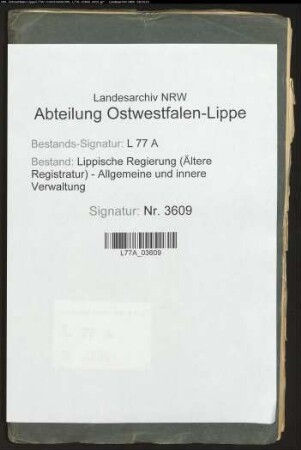 Landesarchiv NRW
Abteilung Ostwestfalen-Lippe
Bestands-Signatur: L 77 A
Bestand: Lippische Regierung (Ältere
Registratur) - Allgemeine und innere
Verwaltung
Signatur: Nr. 3609
L77A_03609